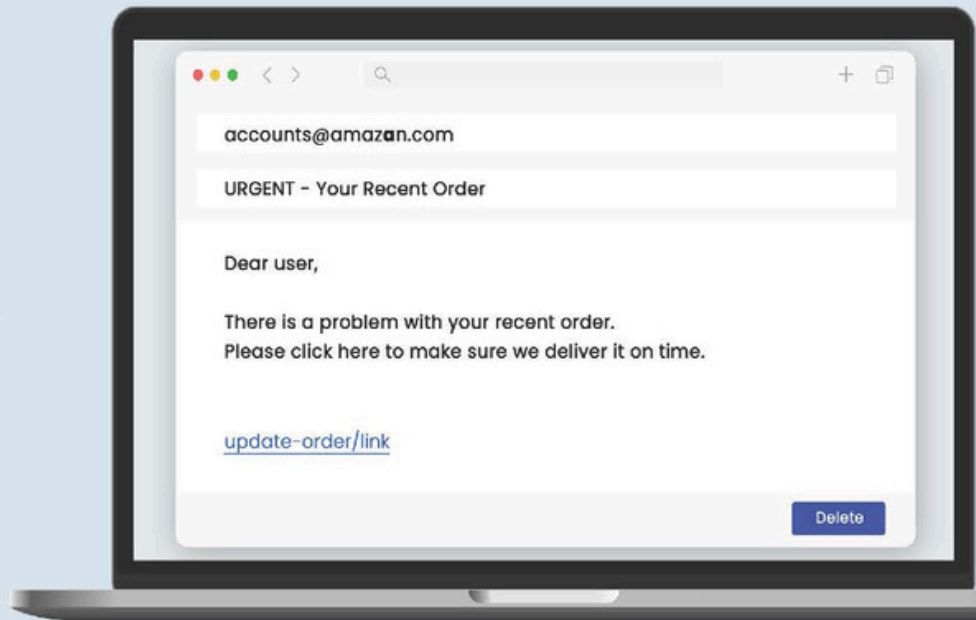 accounts@amazan.com
URGENT - Your Recent Order
Dear user,
There is a problem with your recent order.
Please click here to make sure we deliver it on time.
update-order/link
Delete